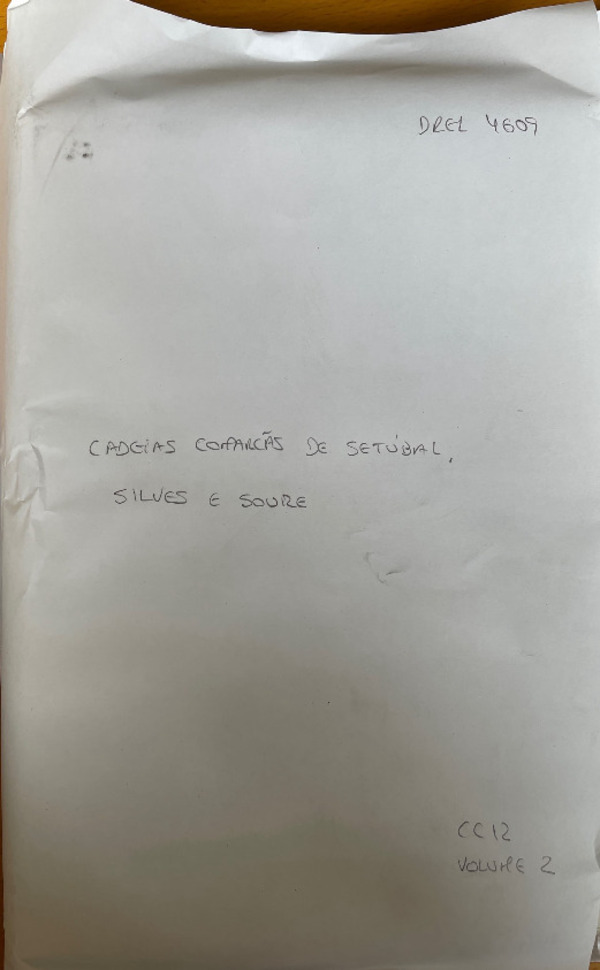 DREL 4609
CADEIAS COMARCÃS DE SETÚBAL,
SILVES E SOURE
CC12
VOLUME 2